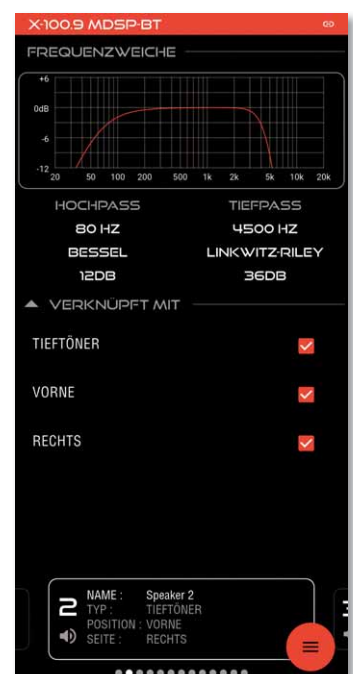 X-100.9 MDSP-BT
FREQUENZWEICHE
+6
0dB
-6
-12
20 50 100 200 500 1k 2k 5k 10k 20k
HOCHPASS TIEFPASS
80 HZ 4500 HZ
BESSEL LINKWITZ-RILEY
12DB 36DB
VERKNÜPFT MIT
TIEFTÖNER
VORNE
RECHTS
2
NAME : Speaker 2
TYP : TIEFTÖNER
POSITION : VORNE
SEITE : RECHTS